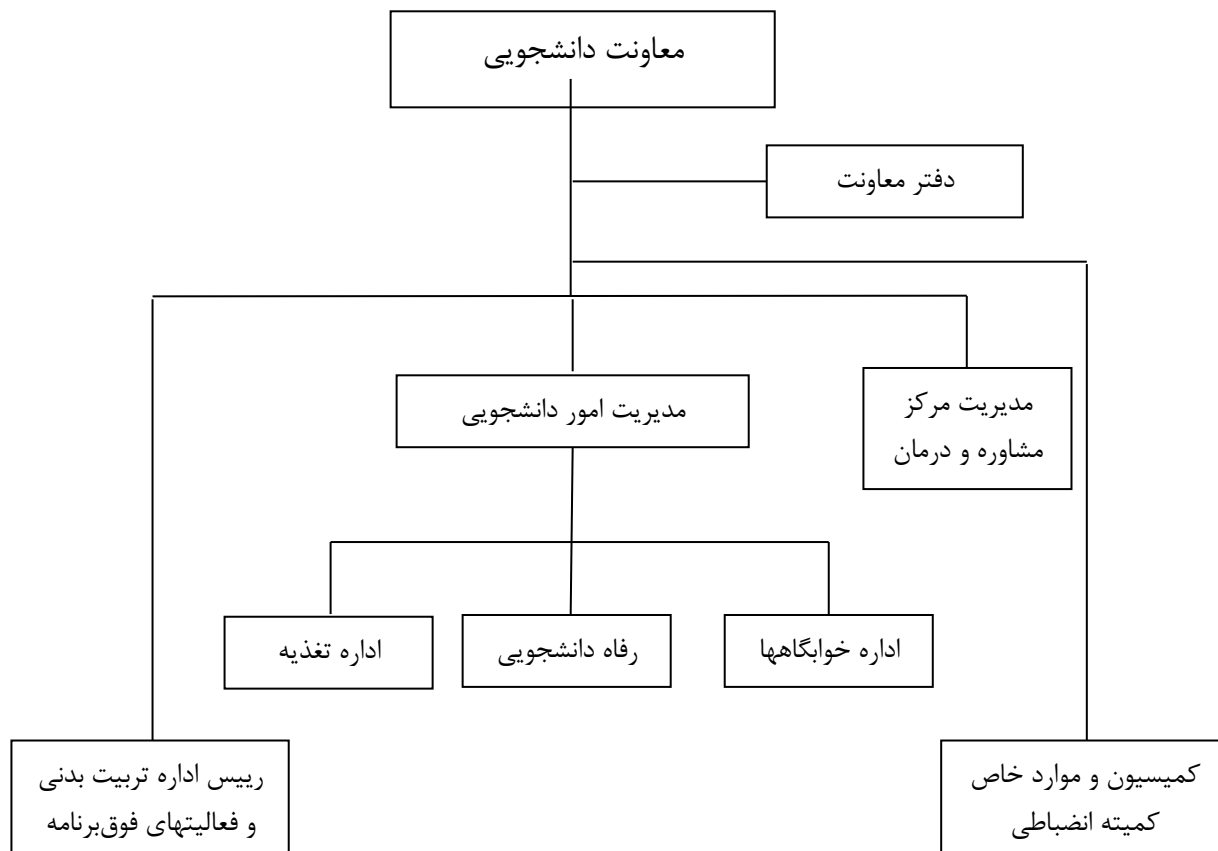 معاونت دانشجویی
دفتر معاونت
مدیریت مرکز
مشاوره و درمان
مدیریت امور دانشجویی
اداره خوابگاهها
رفاه دانشجویی
اداره تغذیه
کمیسیون و موارد خاص
کمیته انضباطی
رییس اداره تربیت بدنی
و فعالیتهای فوق‌برنامه